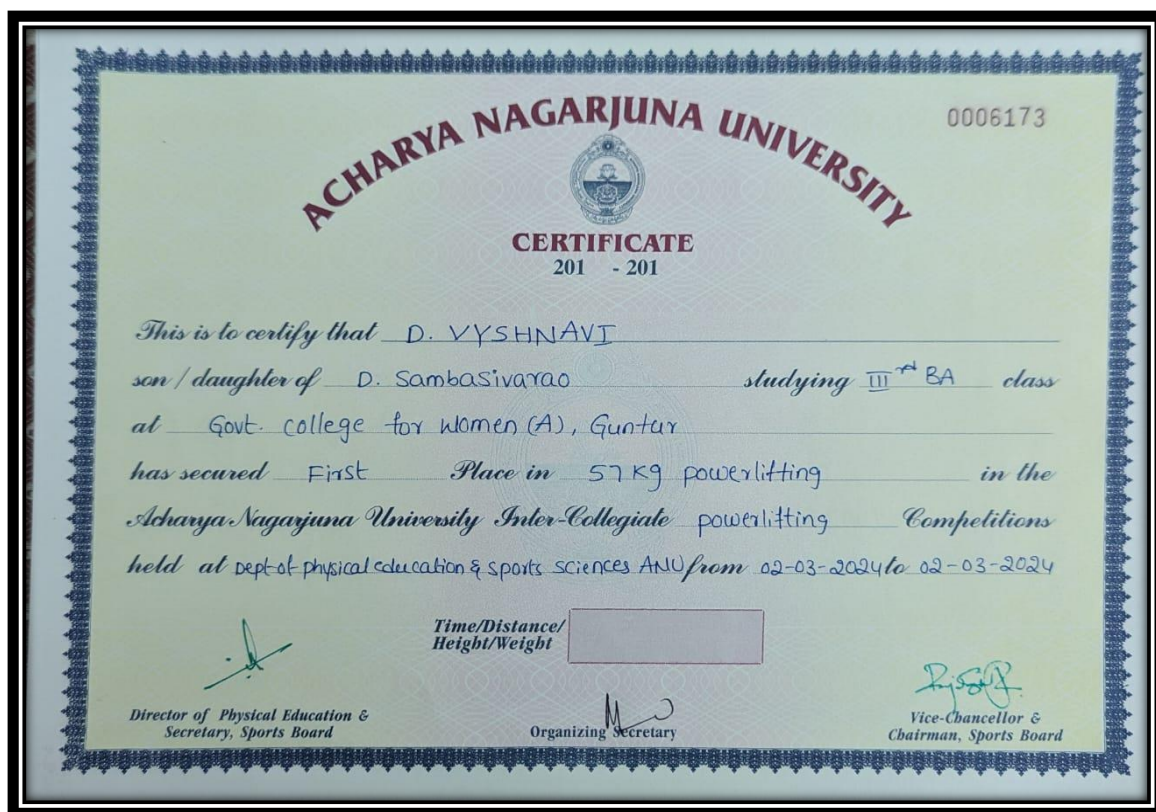 ACHARYA NAGARJUNA UNIVERSITY
0006173
CERTIFICATE
201 - 201
This is to certify that D. VYSHNAVI
son / daughter of D. Sambasivarao studying III rd BA class
at Govt. college for women (A), Guntur
has secured First Place in 57 Kg powerlifting in the
Acharya Nagarjuna University Inter-Collegiate powerlifting Competitions
held at Dept of physical education & sports sciences ANU from 02-03-2024 to 02-03-2024
Time/Distance/
Height/Weight
Director of Physical Education &
Secretary, Sports Board
Organizing Secretary
Vice-Chancellor &
Chairman, Sports Board